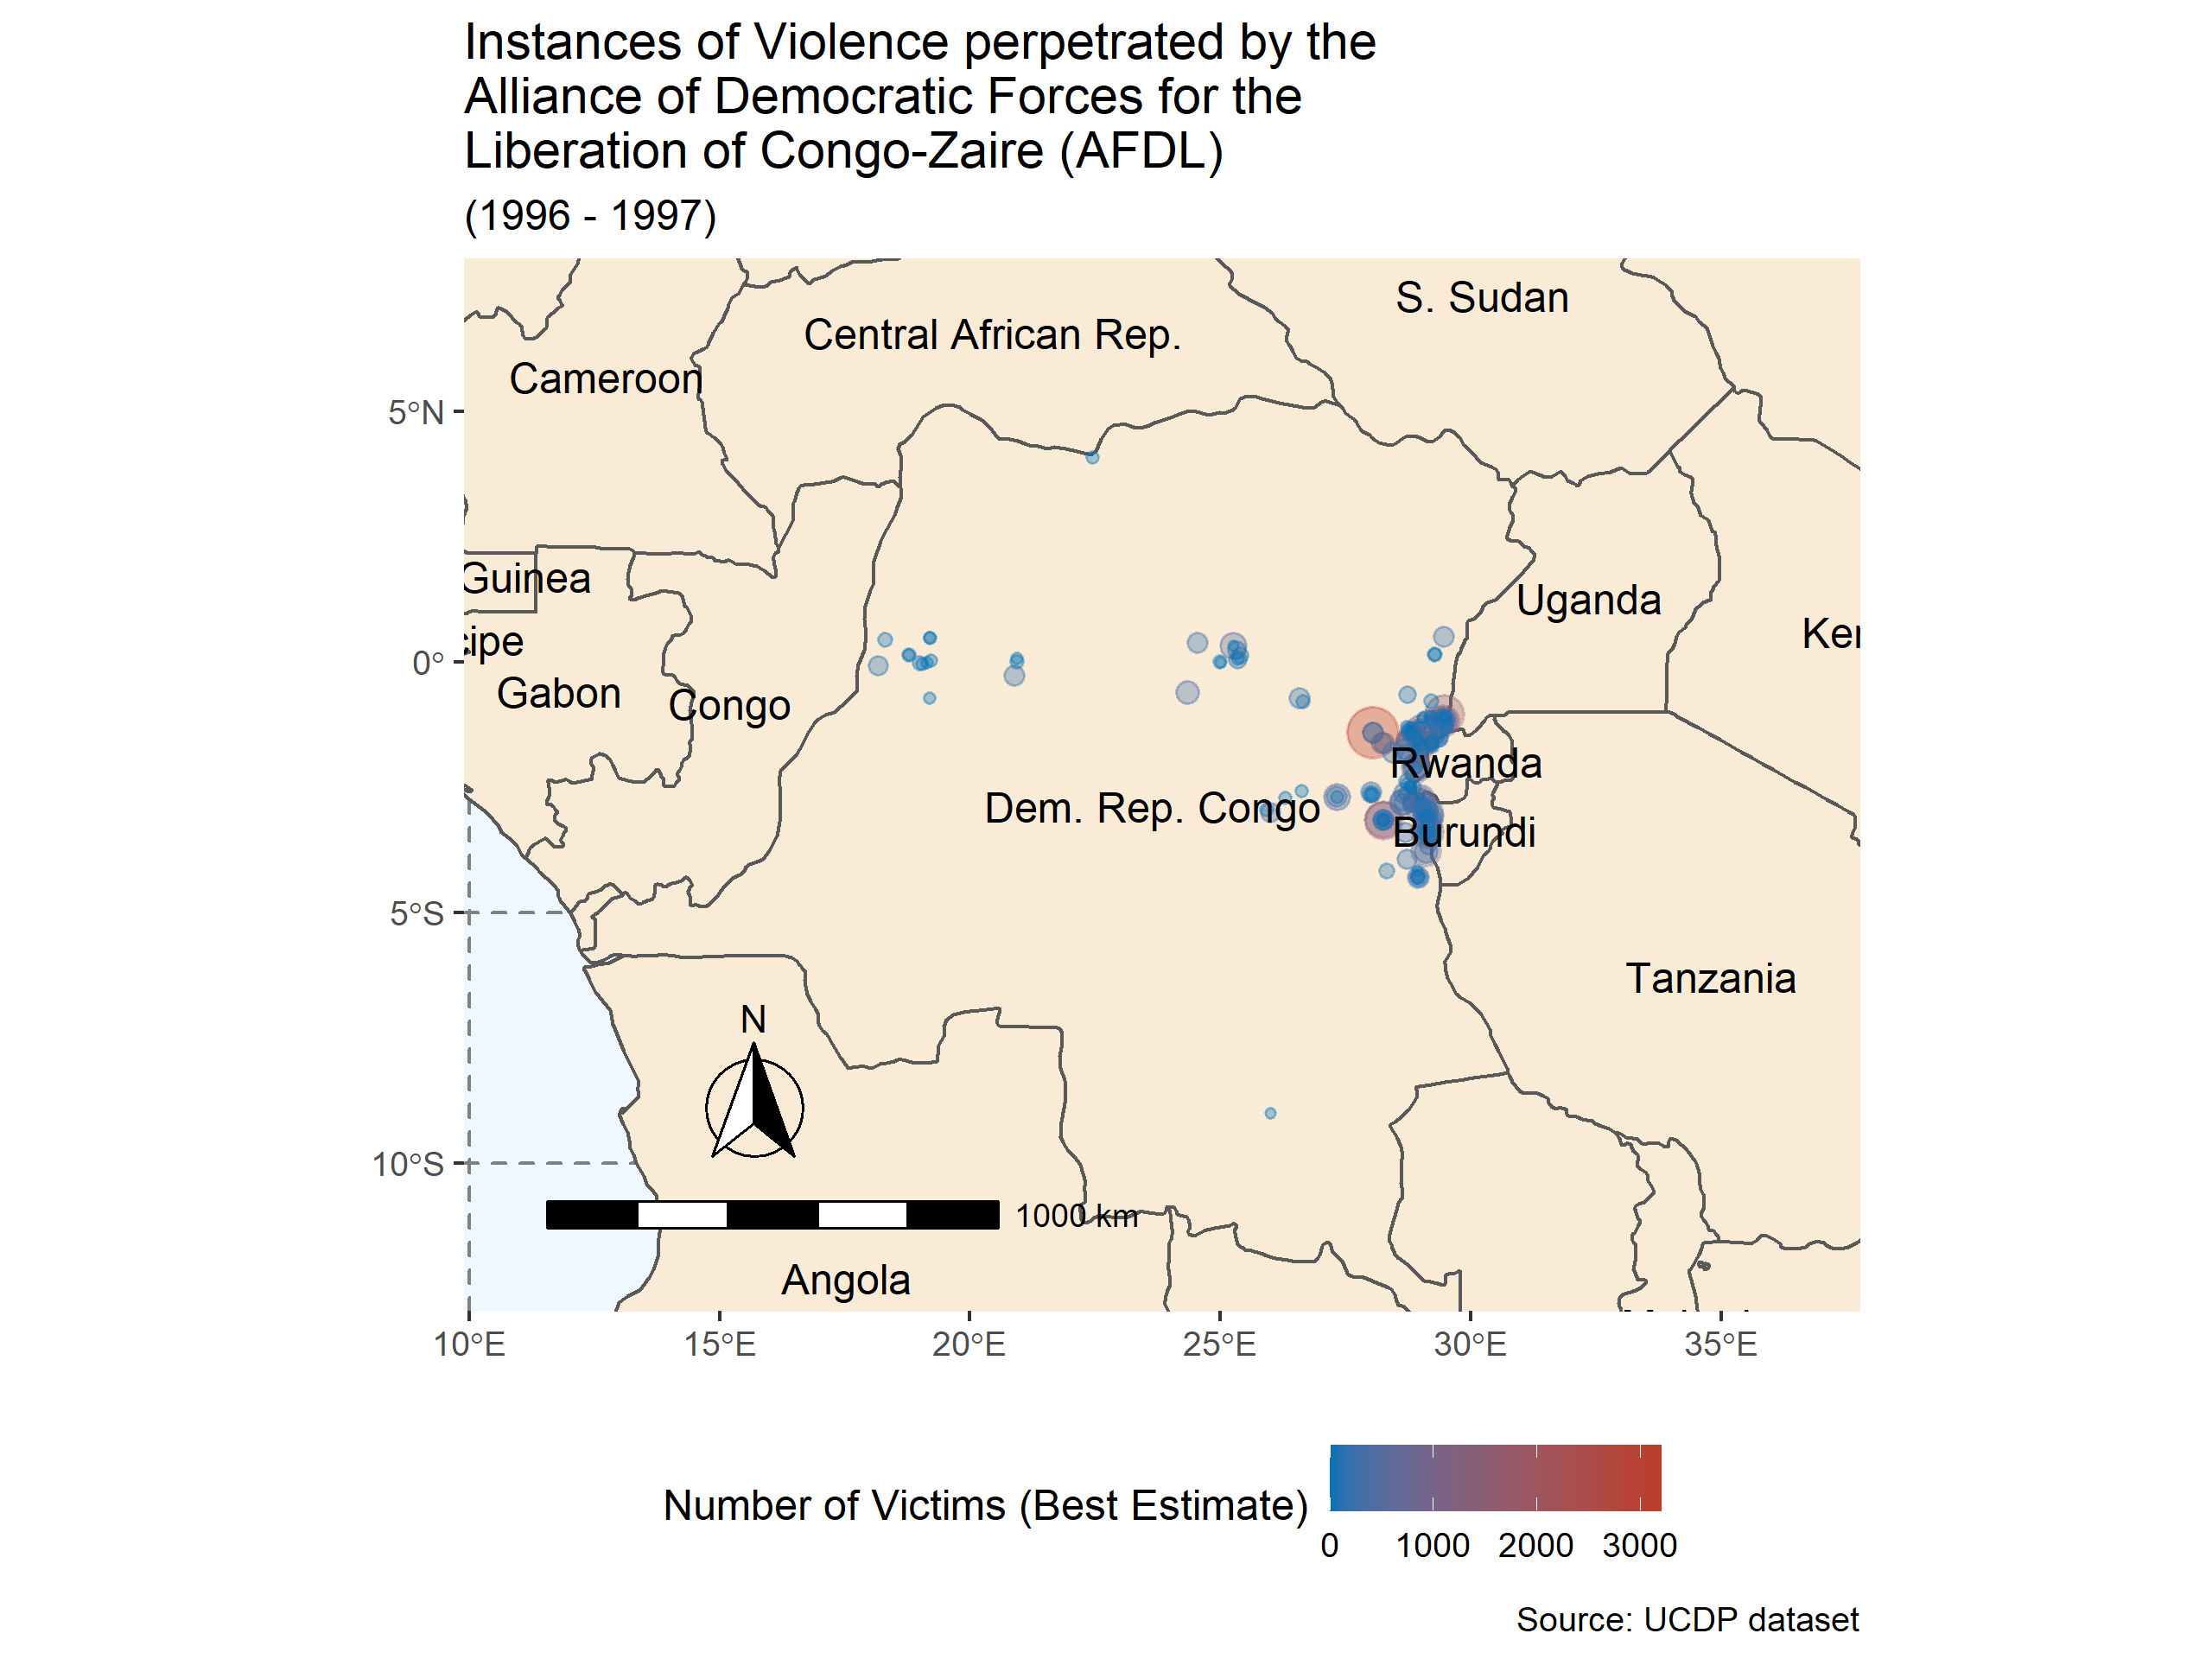 Instances of Violence perpetrated by the
Alliance of Democratic Forces for the
Liberation of Congo-Zaire (AFDL)
(1996 - 1997)
S. Sudan
Central African Rep.
Cameroon
5°N
Guinea
Uganda
cipe
Ken
0°
Gabon
Congo
Rwanda
Dem. Rep. Congo
Burundi
5°S
Tanzania
N
10°S
1000 km
Angola
10°E 15°E 20°E 25°E 30°E 35°E
Number of Victims (Best Estimate)
0 1000 2000 3000
Source: UCDP dataset